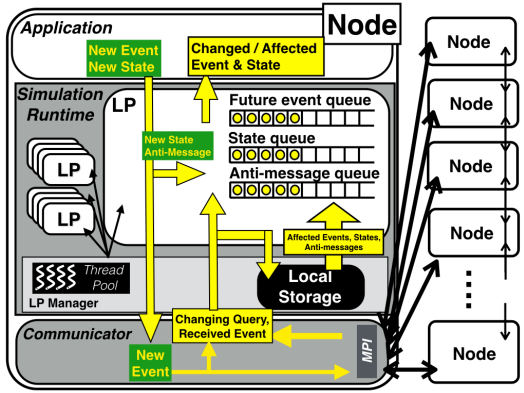 Application
New Event
New State
Changed / Affected
Event & State
Node
Simulation
Runtime
LP
Future event queue
State queue
Anti-message queue
New State
Anti-Message
LP
LP
Affected Events, States,
Anti-messages
Thread
Pool
LP Manager
Local
Storage
Changing Query,
Received Event
Communicator
New
Event
MPI
Node
Node
Node
Node
Node